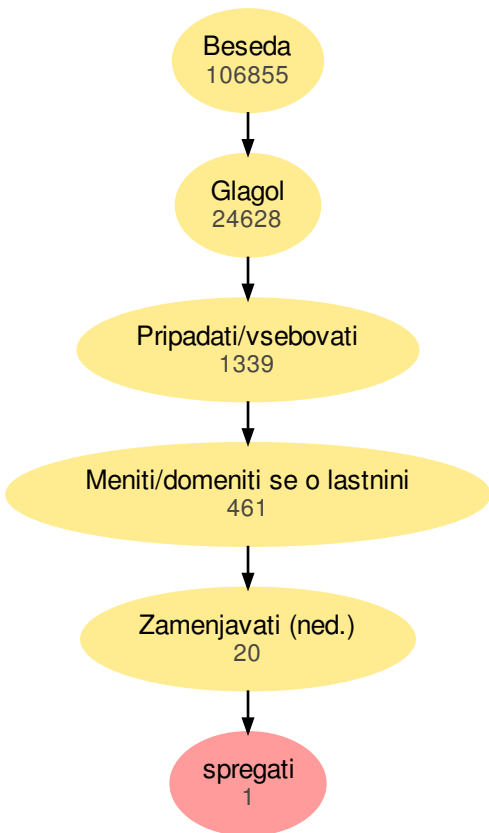 Beseda
106855
Glagol
24628
Pripadati/vsebovati
1339
Meniti/domeniti se o lastnini
461
Zamenjavati (ned.)
20
spregati
1